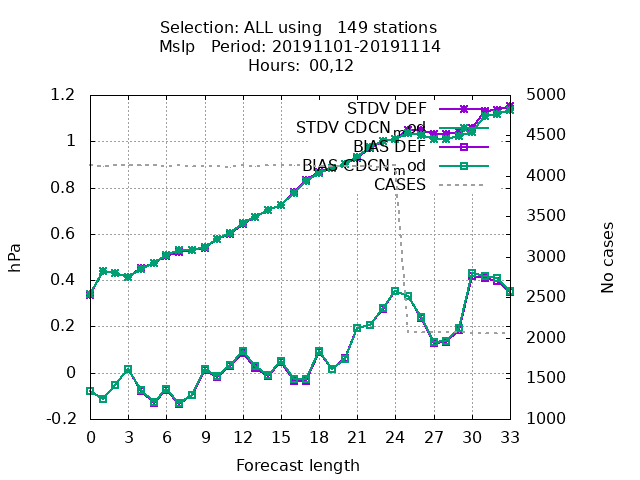 Selection: ALL using   149 stations
Mslp   Period: 20191101-20191114
Hours:  00,12
1.2
1
0.8
0.6
0.4
0.2
0
-0.2
hPa
5000
4500
4000
3500
3000
2500
2000
1500
1000
No cases
STDV DEF
STDV CDCN_mod
BIAS DEF
BIAS CDCN_mod
CASES
0 3 6 9 12 15 18 21 24 27 30 33
Forecast length